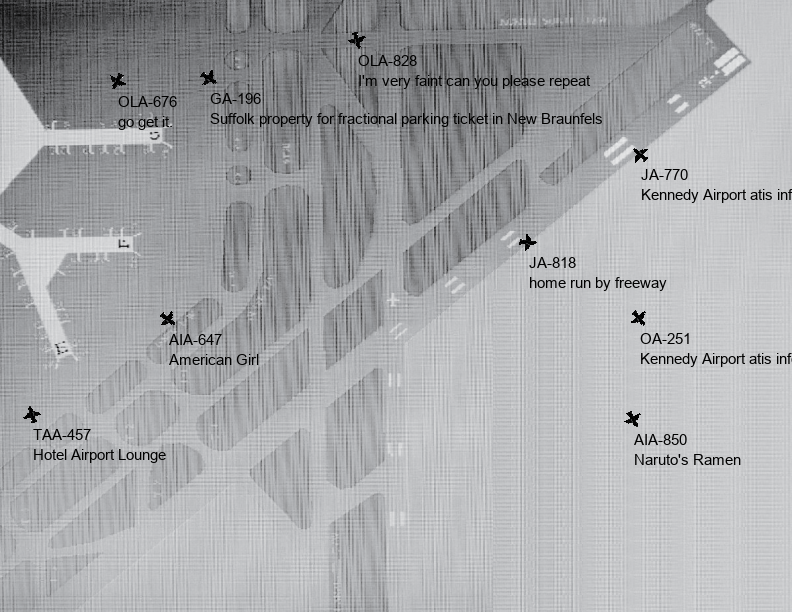 OLA-828
I'm very faint can you please repeat
OLA-676
go get it.
GA-196
Suffolk property for fractional parking ticket in New Braunfels
JA-770
Kennedy Airport atis inf
JA-818
home run by freeway
AIA-647
American Girl
OA-251
Kennedy Airport atis inf
TAA-457
Hotel Airport Lounge
AIA-850
Naruto's Ramen